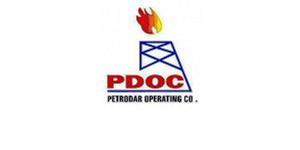 PDOC
PETRODAR OPERATING CO .